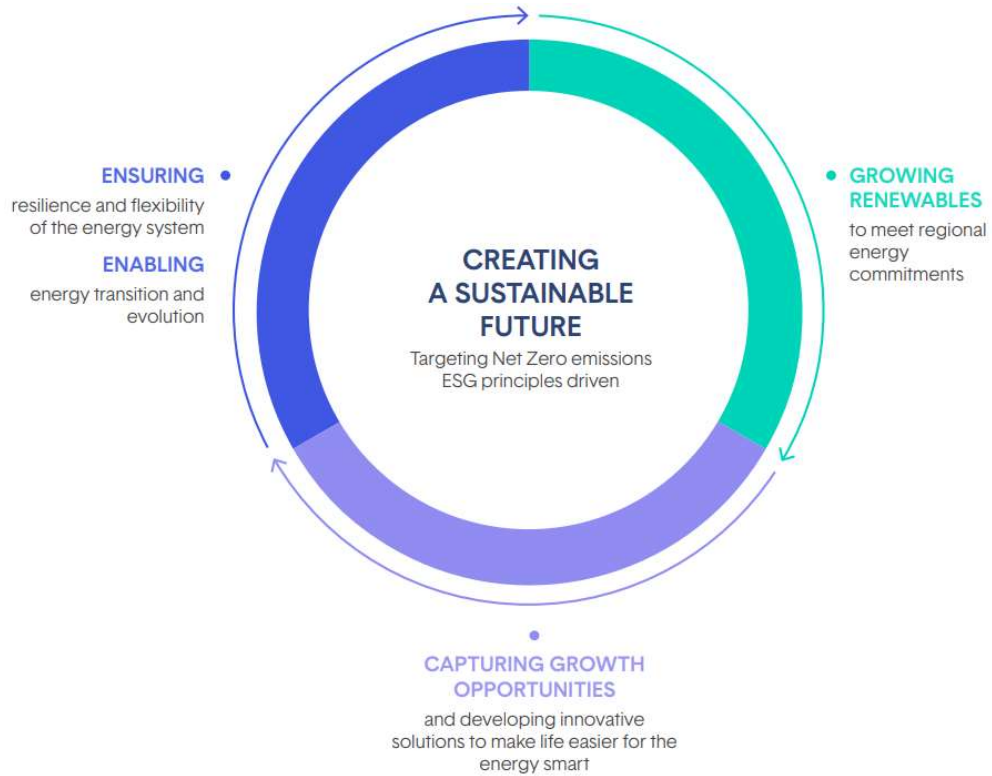 ENSURING
resilience and flexibility
of the energy system
ENABLING
energy transition and
evolution
CREATING
A SUSTAINABLE
FUTURE
Targeting Net Zero emissions
ESG principles driven
GROWING
RENEWABLES
to meet regional
energy
commitments
CAPTURING GROWTH
OPPORTUNITIES
and developing innovative
solutions to make life easier for the
energy smart